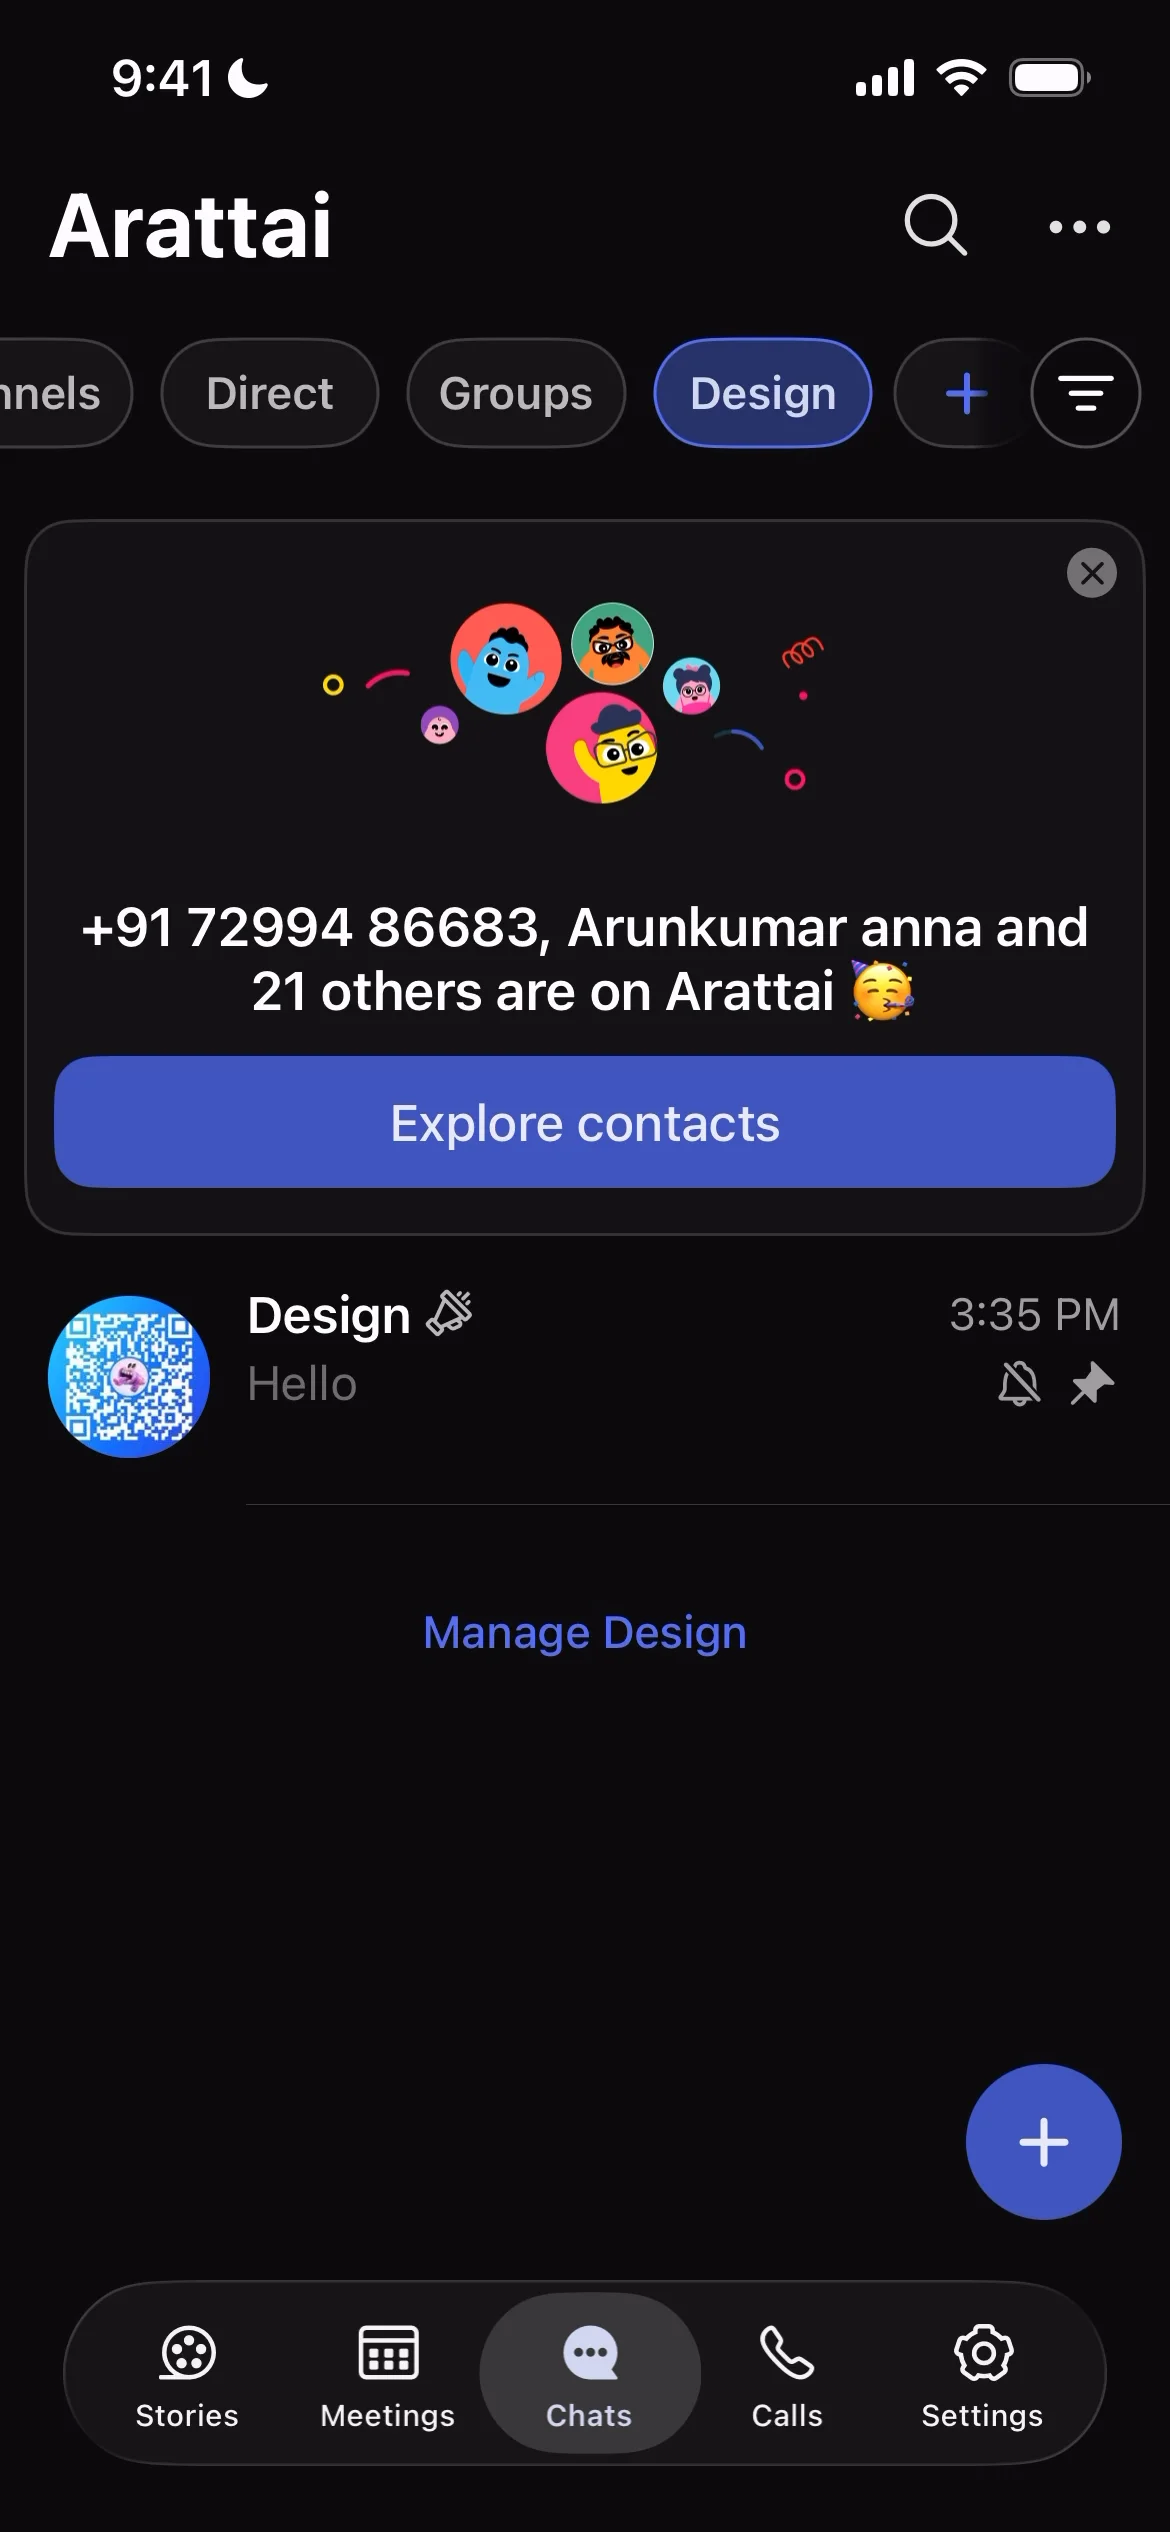 9:41
Arattai
nnels
Direct
Groups
Design
+91 72994 86683, Arunkumar anna and
21 others are on Arattai 🥳
Explore contacts
Design
3:35 PM
Hello
Manage Design
Stories
Meetings
Chats
Calls
Settings